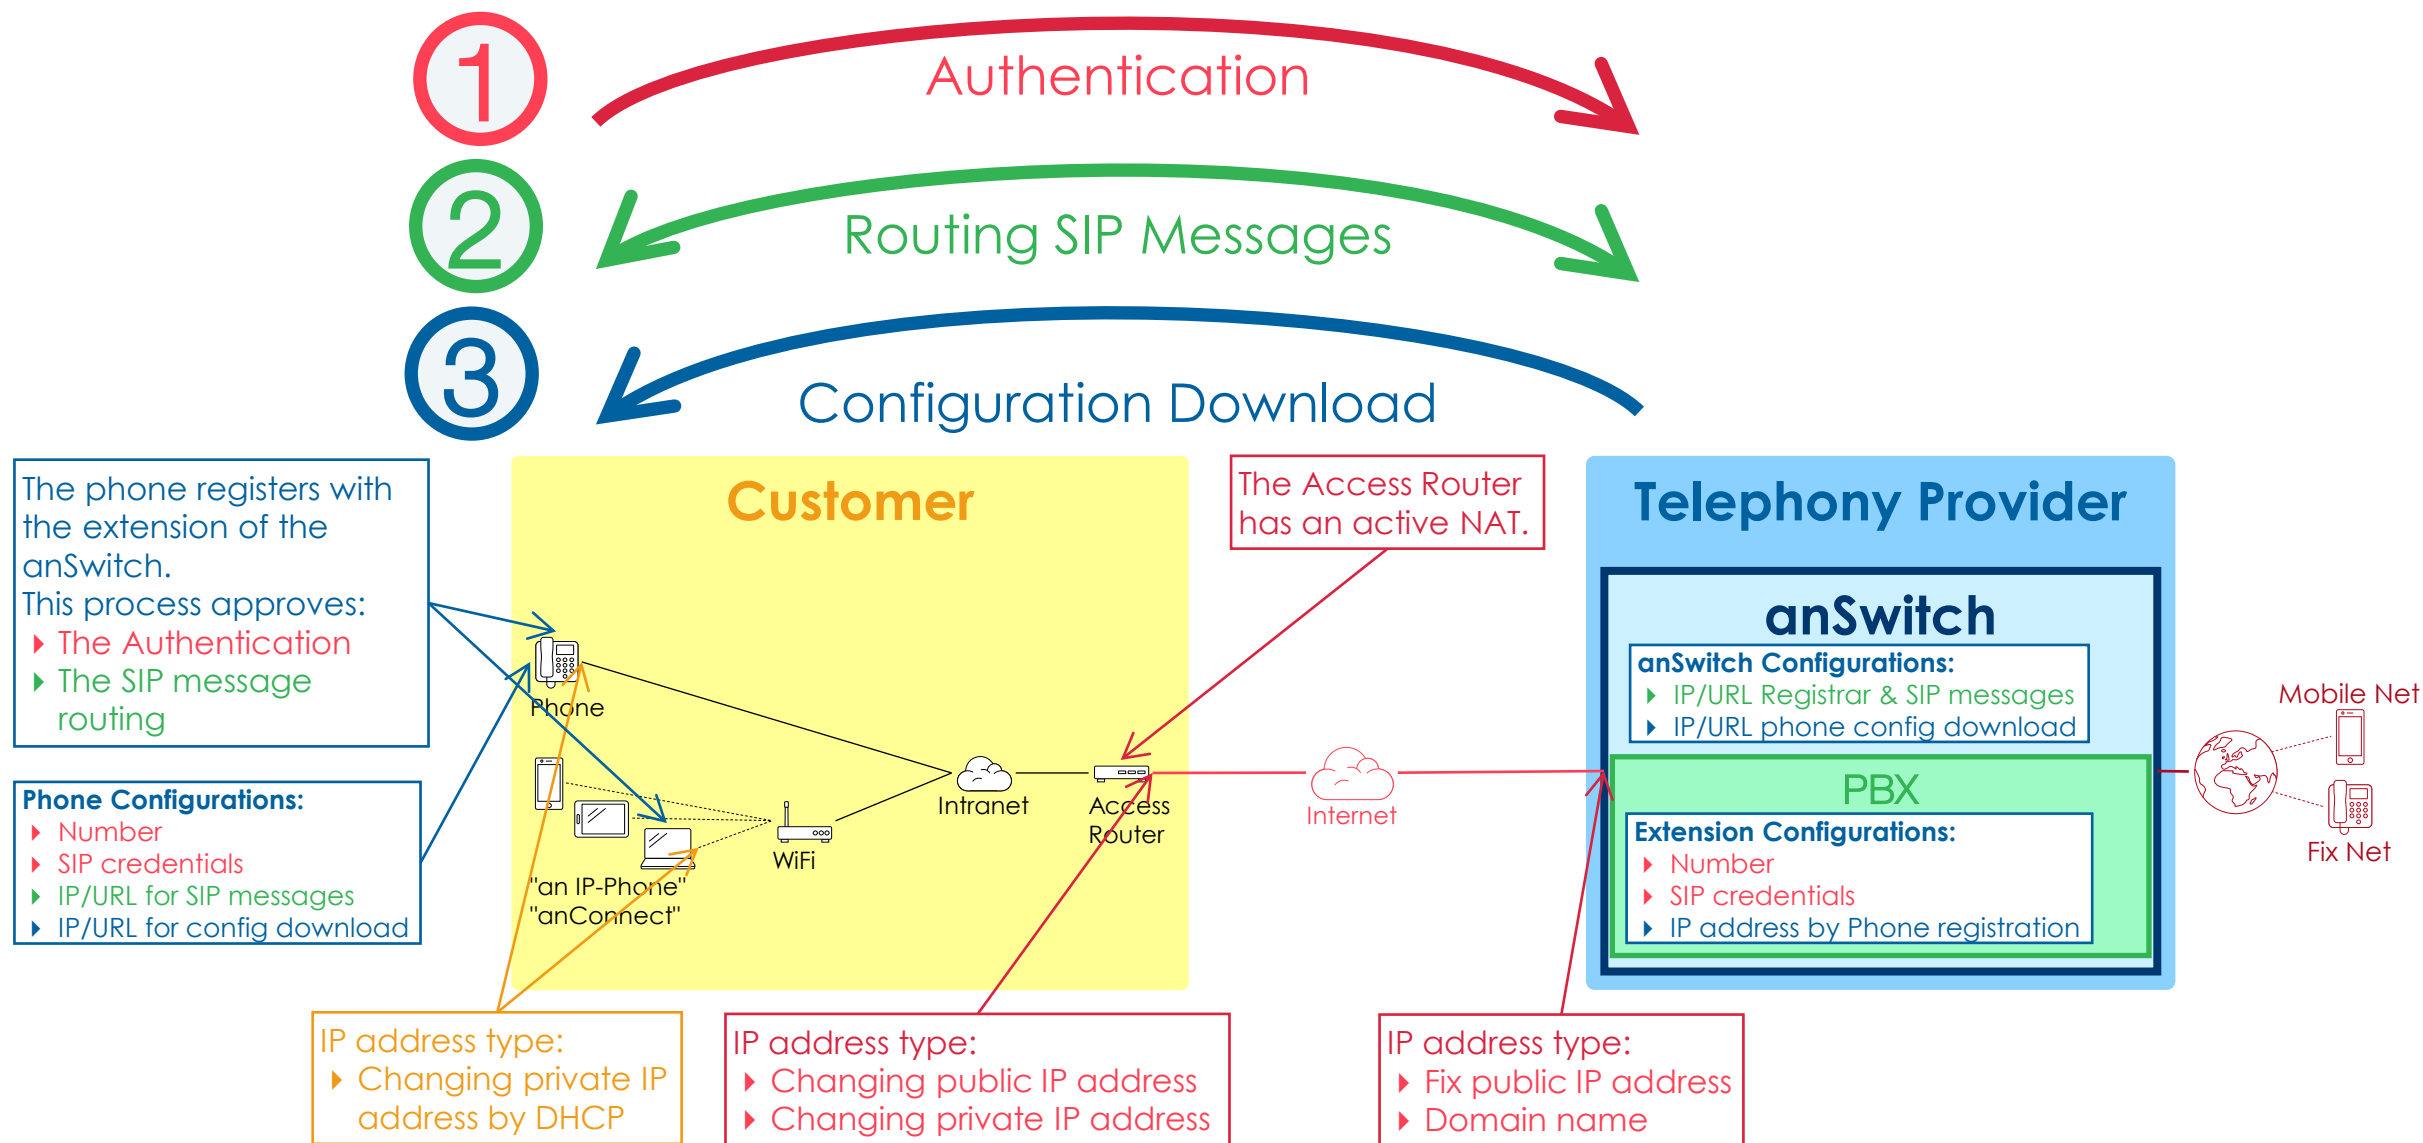 1
Authentication
2
Routing SIP Messages
3
Configuration Download
The phone registers with
the extension of the
anSwitch.
This process approves:
The Authentication
The SIP message
routing
Phone Configurations:
Number
SIP credentials
IP/URL for SIP messages
IP/URL for config download
Customer
Phone
"an IP-Phone"
"anConnect"
WiFi
Intranet
Access
Router
The Access Router
has an active NAT.
Internet
Telephony Provider
anSwitch
anSwitch Configurations:
IP/URL Registrar & SIP messages
IP/URL phone config download
PBX
Extension Configurations:
Number
SIP credentials
IP address by Phone registration
Mobile Net
Fix Net
IP address type:
Changing private IP
address by DHCP
IP address type:
Changing public IP address
Changing private IP address
IP address type:
Fix public IP address
Domain name